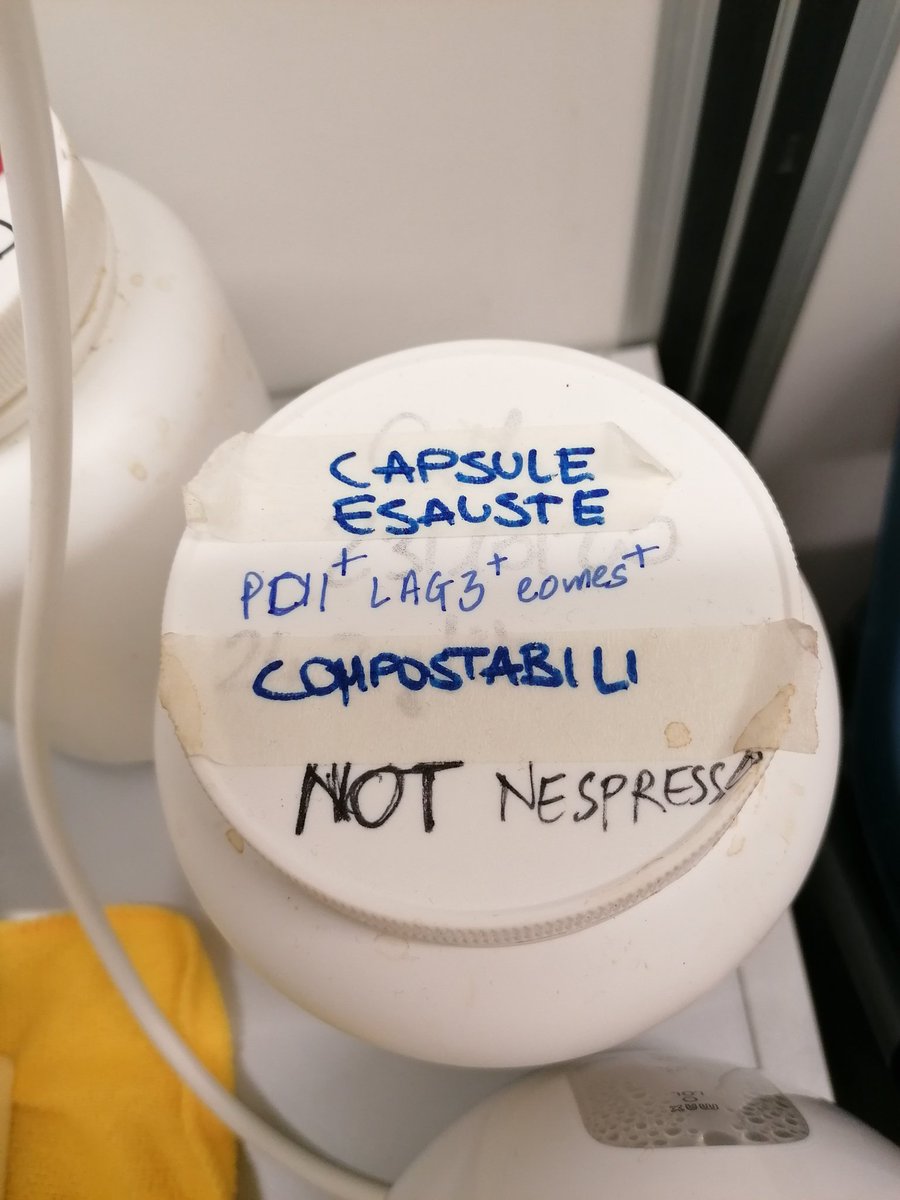 CAPSULE
ESAUSTE
PD1+ LAG3+ eomes+
COMPOSTABILI
NOT NESPRESSO